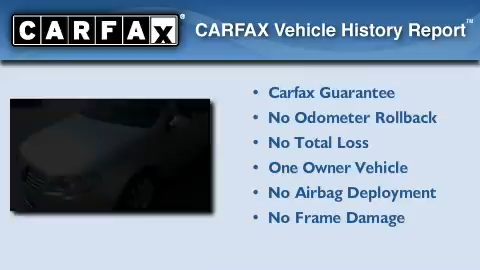 CARFAX® CARFAX Vehicle History Report™
• Carfax Guarantee
• No Odometer Rollback
• No Total Loss
• One Owner Vehicle
• No Airbag Deployment
• No Frame Damage